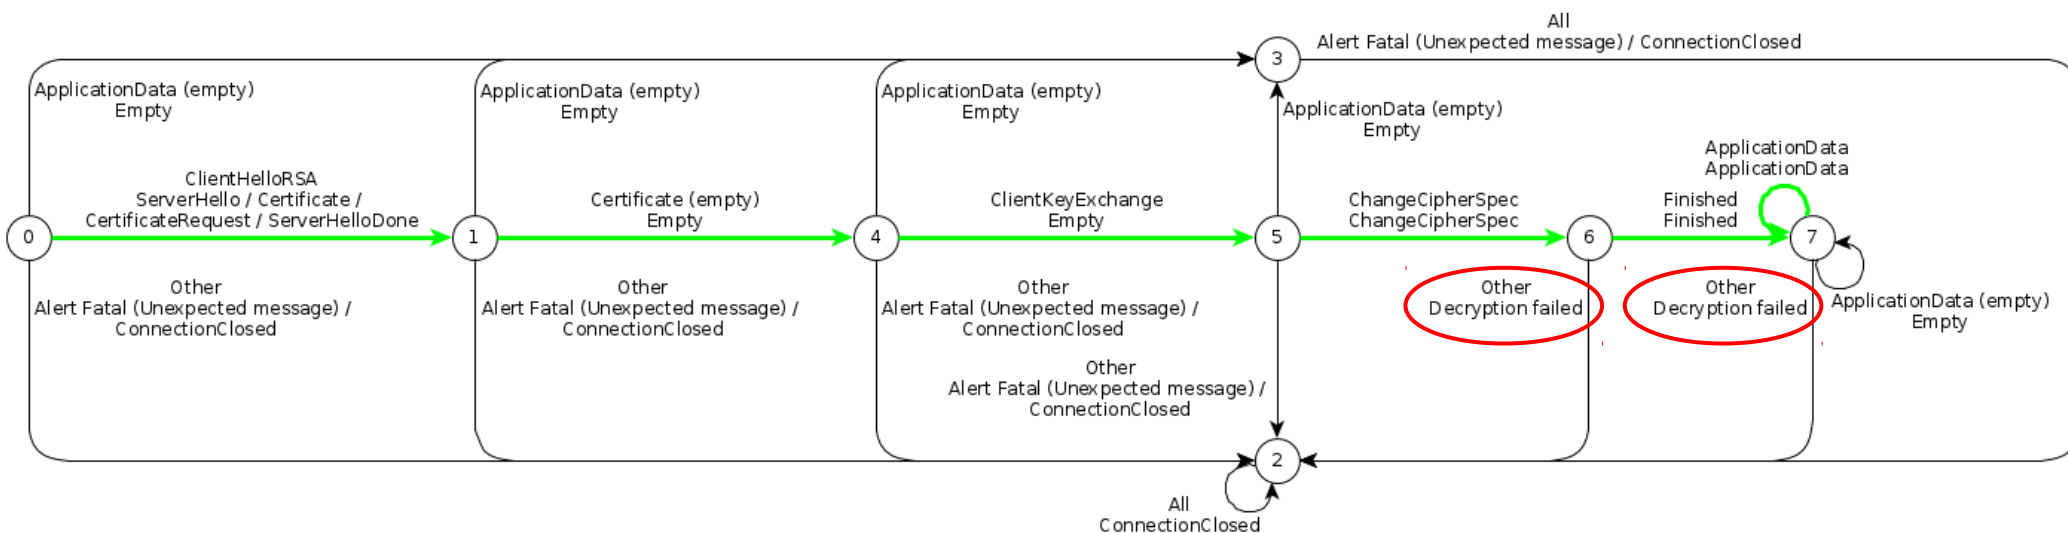 All
Alert Fatal (Unexpected message) / ConnectionClosed
3
ApplicationData (empty)
Empty
ApplicationData (empty)
Empty
ApplicationData (empty)
Empty
ApplicationData (empty)
Empty
ApplicationData
ApplicationData
ClientHelloRSA
ServerHello / Certificate /
CertificateRequest / ServerHelloDone
Certificate (empty)
Empty
ClientKeyExchange
Empty
ChangeCipherSpec
ChangeCipherSpec
Finished
Finished
0
1
4
5
6
7
Other
Alert Fatal (Unexpected message) /
ConnectionClosed
Other
Alert Fatal (Unexpected message) /
ConnectionClosed
Other
Alert Fatal (Unexpected message) /
ConnectionClosed
Other
Decryption failed
Other
Decryption failed
ApplicationData (empty)
Empty
Other
Alert Fatal (Unexpected message) /
ConnectionClosed
2
All
ConnectionClosed